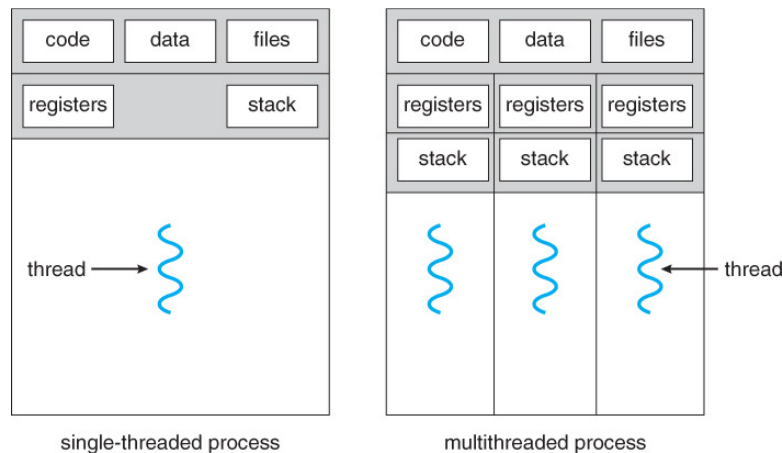 code data files
registers stack
thread
single-threaded process
code data files
registers registers registers
stack stack stack
thread
multithreaded process